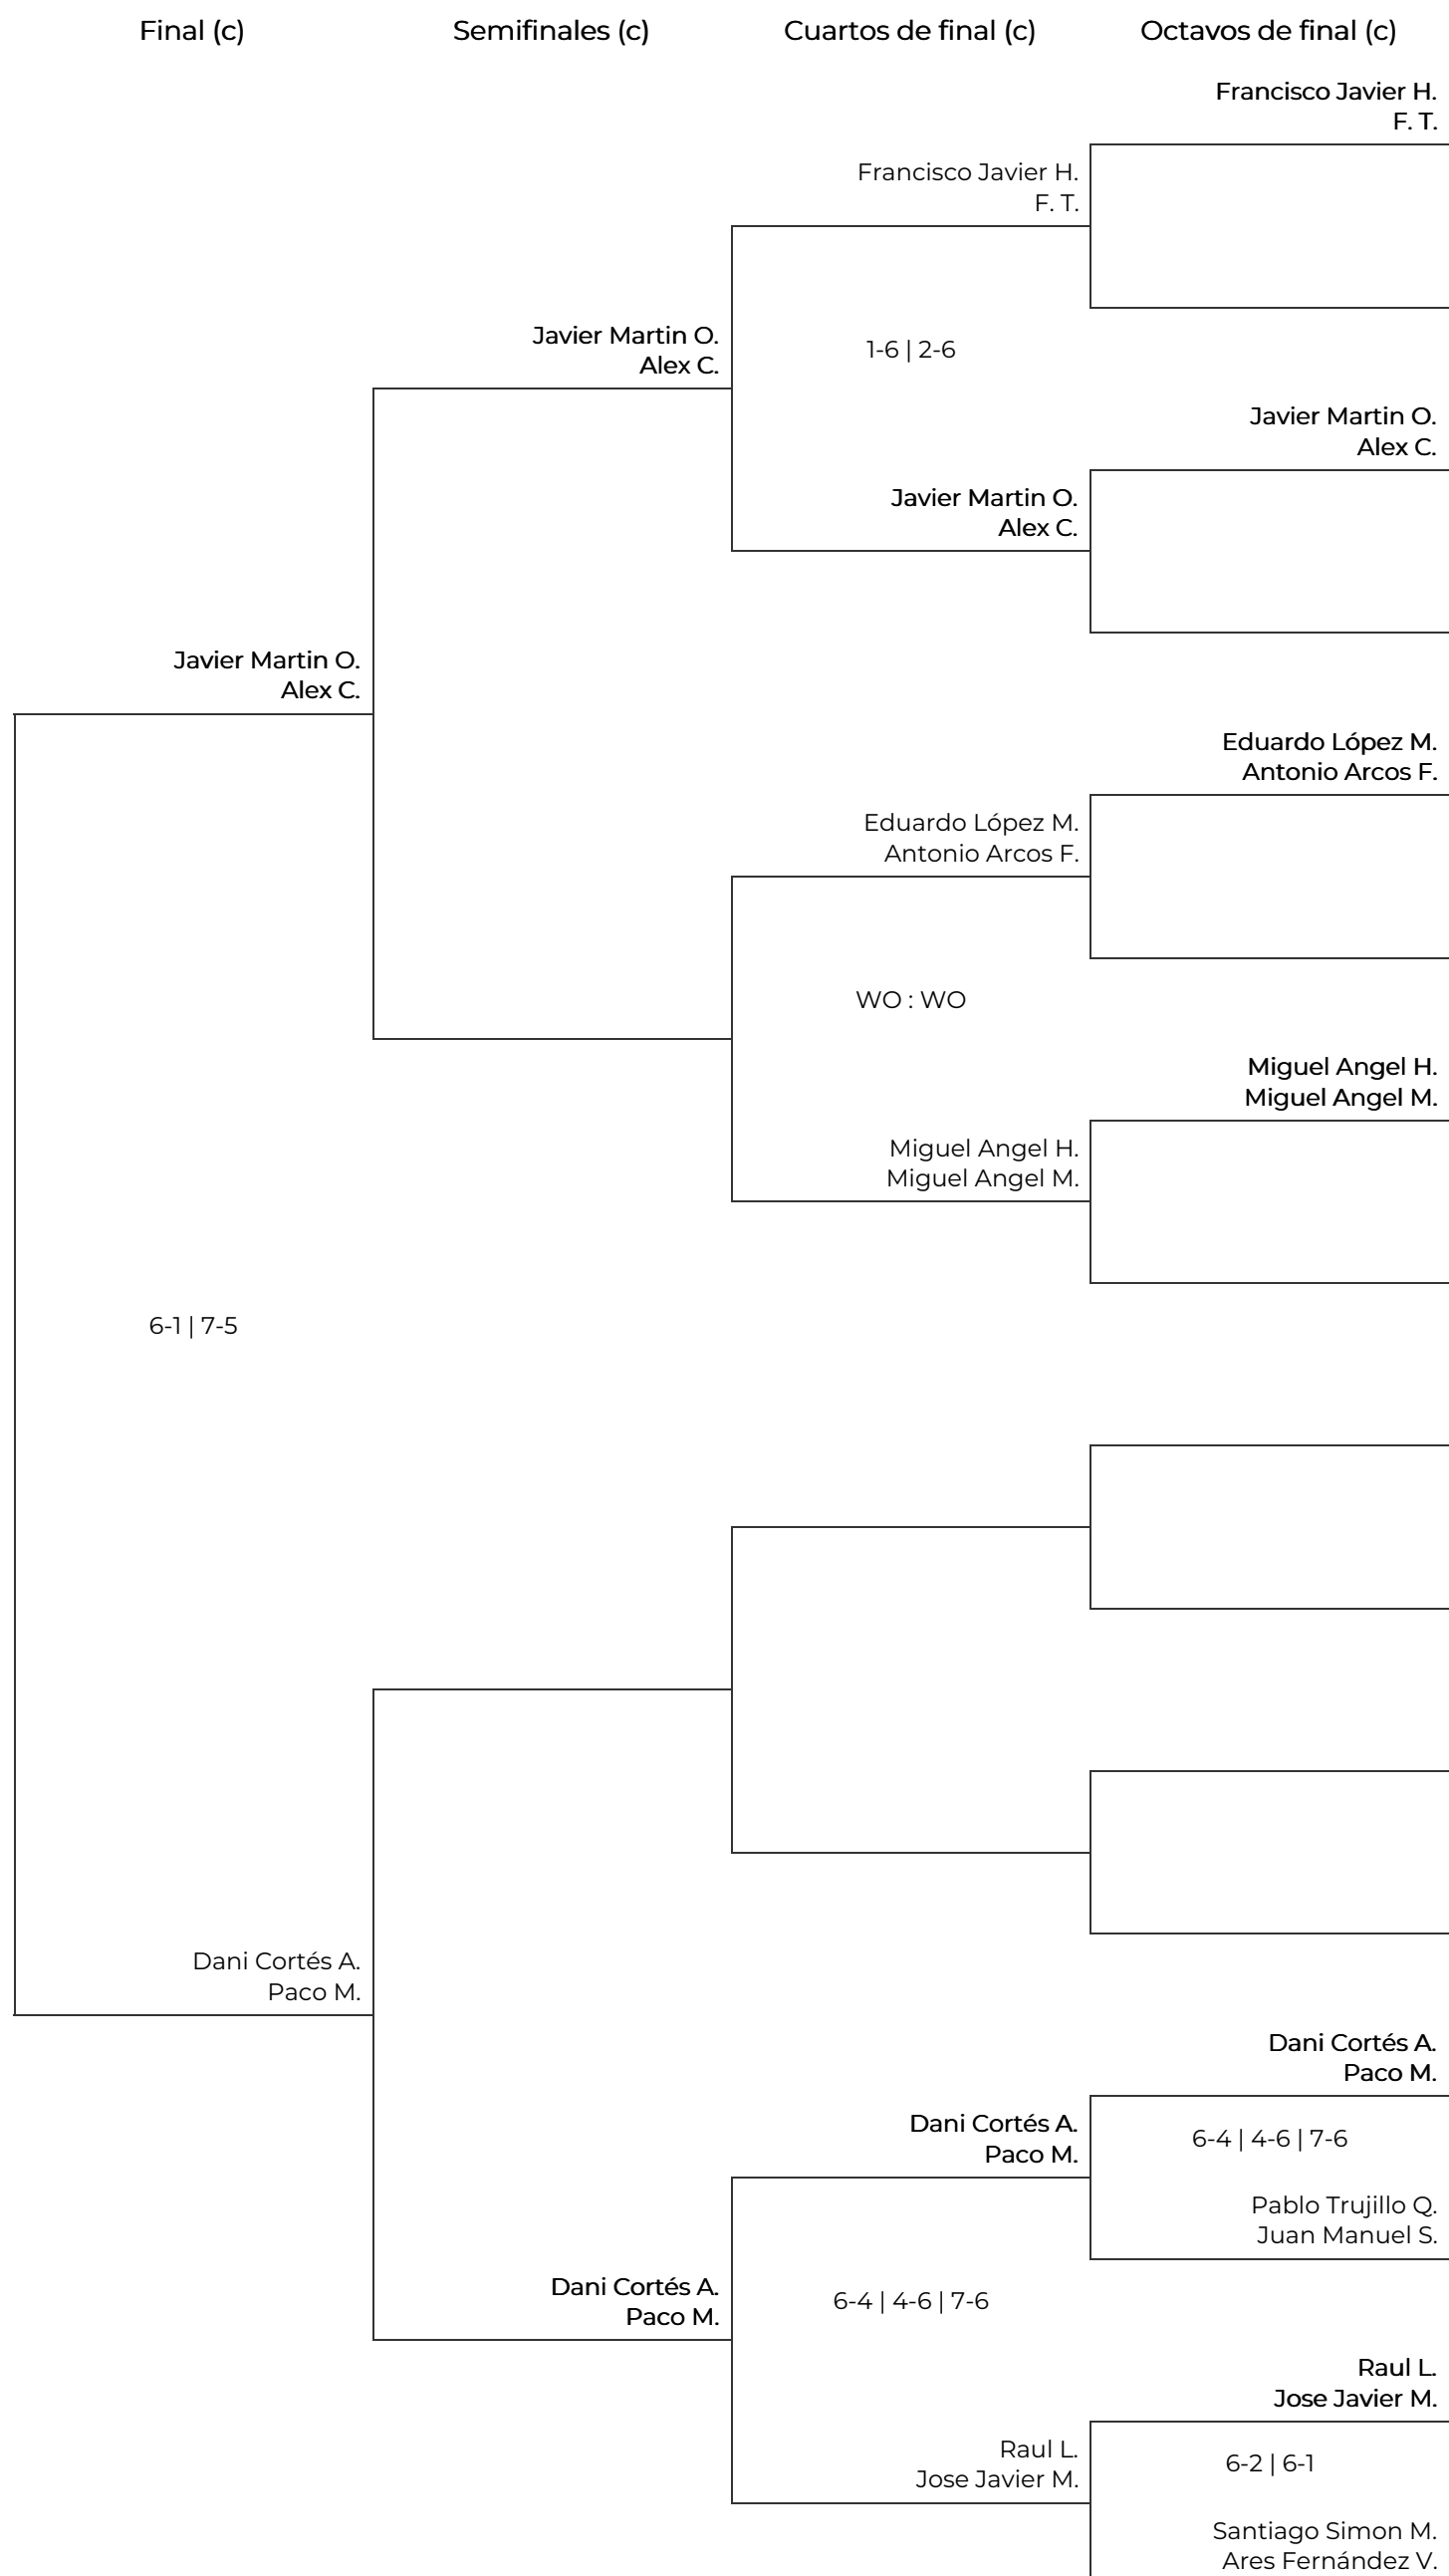 Final (c)
Semifinales (c)
Cuartos de final (c)
Octavos de final (c)
Francisco Javier H.
F. T.
Francisco Javier H.
F. T.
Javier Martin O.
Alex C.
1-6 | 2-6
Javier Martin O.
Alex C.
Javier Martin O.
Alex C.
Javier Martin O.
Alex C.
Eduardo López M.
Antonio Arcos F.
Eduardo López M.
Antonio Arcos F.
WO : WO
Miguel Angel H.
Miguel Angel M.
Miguel Angel H.
Miguel Angel M.
6-1 | 7-5
Dani Cortés A.
Paco M.
Dani Cortés A.
Paco M.
Dani Cortés A.
Paco M.
6-4 | 4-6 | 7-6
Pablo Trujillo Q.
Juan Manuel S.
Dani Cortés A.
Paco M.
6-4 | 4-6 | 7-6
Raul L.
Jose Javier M.
Raul L.
Jose Javier M.
6-2 | 6-1
Santiago Simon M.
Ares Fernández V.